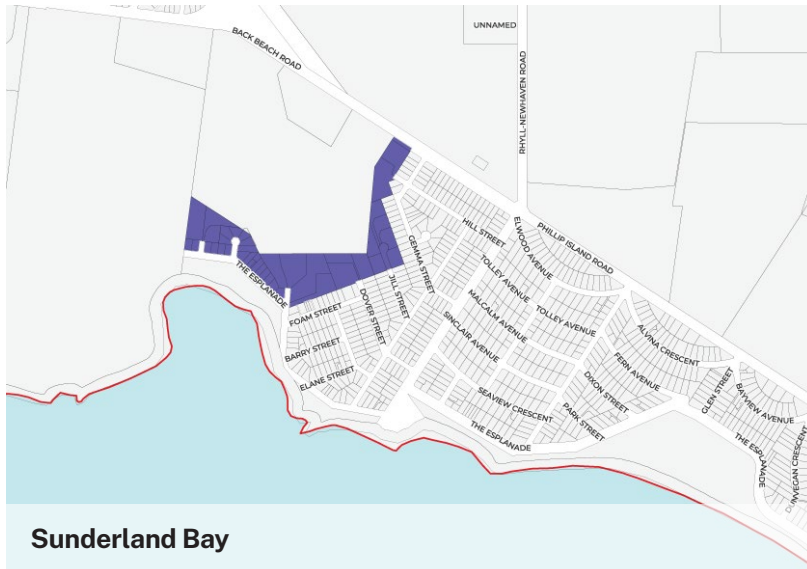 UNNAMED
BACK BEACH ROAD
RHYLL-NEWHAVEN ROAD
PHILLIP ISLAND ROAD
ELWOOD AVENUE
HILL STREET
GEMMA STREET
TOLLEY AVENUE
TOLLEY AVENUE
THE ESPLANADE
JILL STREET
DOVER STREET
FOAM STREET
MALCALM AVENUE
SINCLAIR AVENUE
ALVINA CRESCENT
BARRY STREET
FERN AVENUE
ELANE STREET
DIXON STREET
GLEN STREET
BAYVIEW AVENUE
SEAVIEW CRESCENT
PARK STREET
THE ESPLANADE
THE ESPLANADE
DUNVEGAN CRESCENT
Sunderland Bay